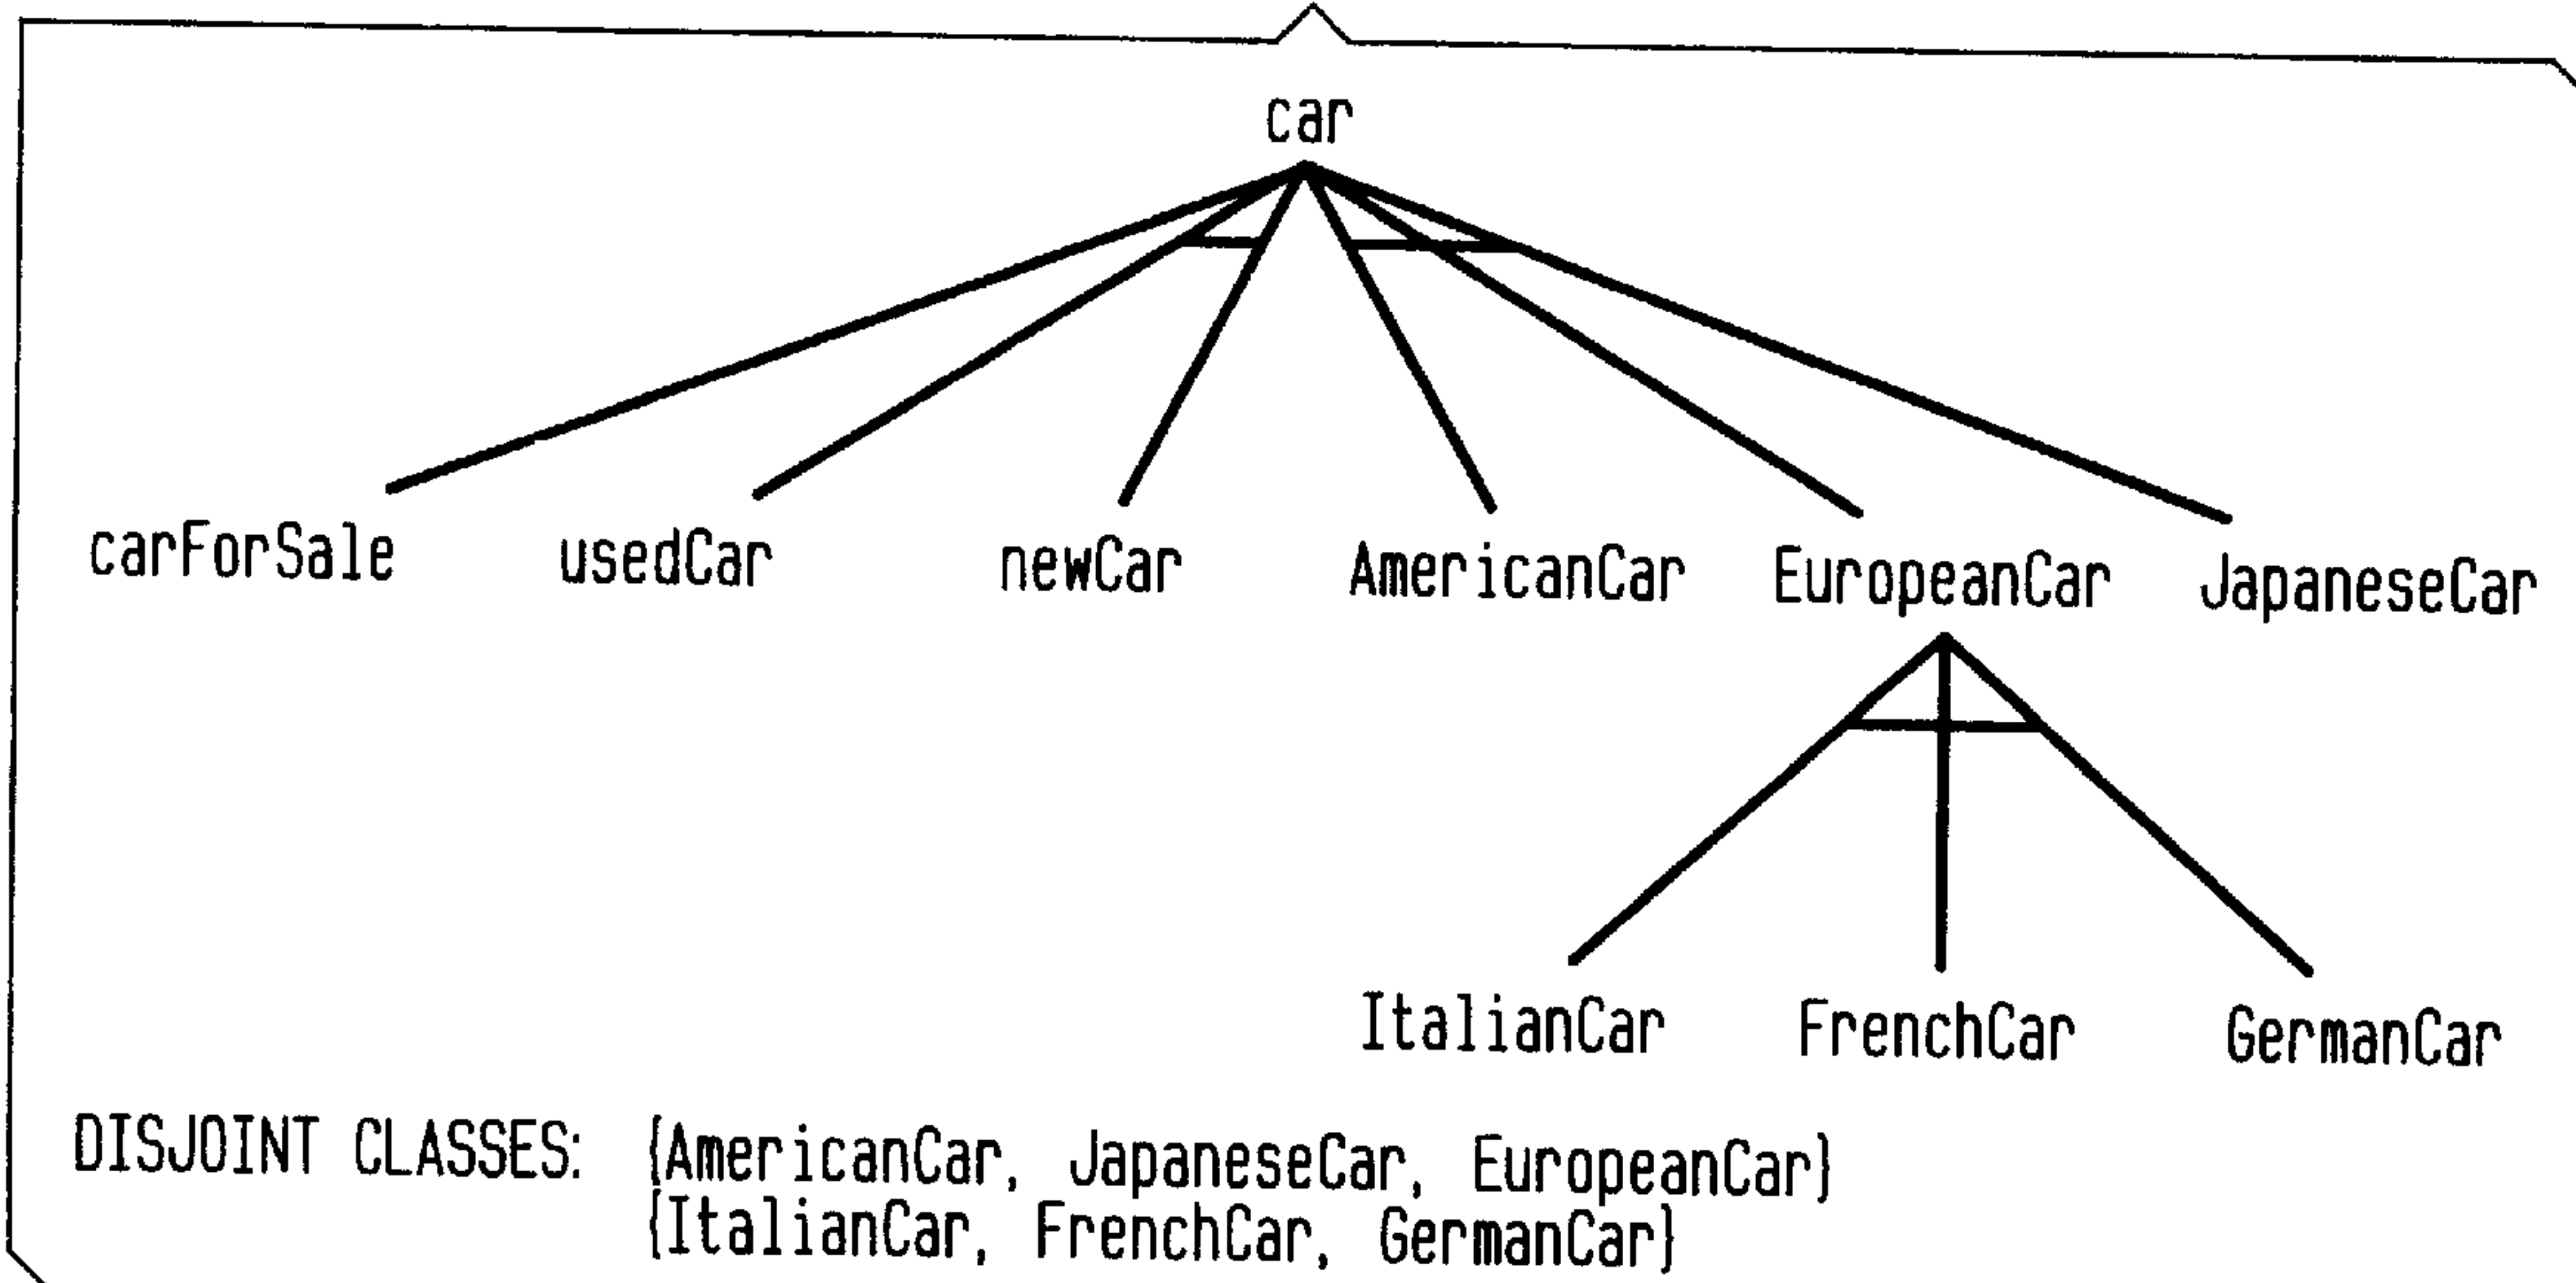 car
carForSale usedCar newCar AmericanCar EuropeanCar JapaneseCar
ItalianCar FrenchCar GermanCar
DISJOINT CLASSES: {AmericanCar, JapaneseCar, EuropeanCar}
{ItalianCar, FrenchCar, GermanCar}